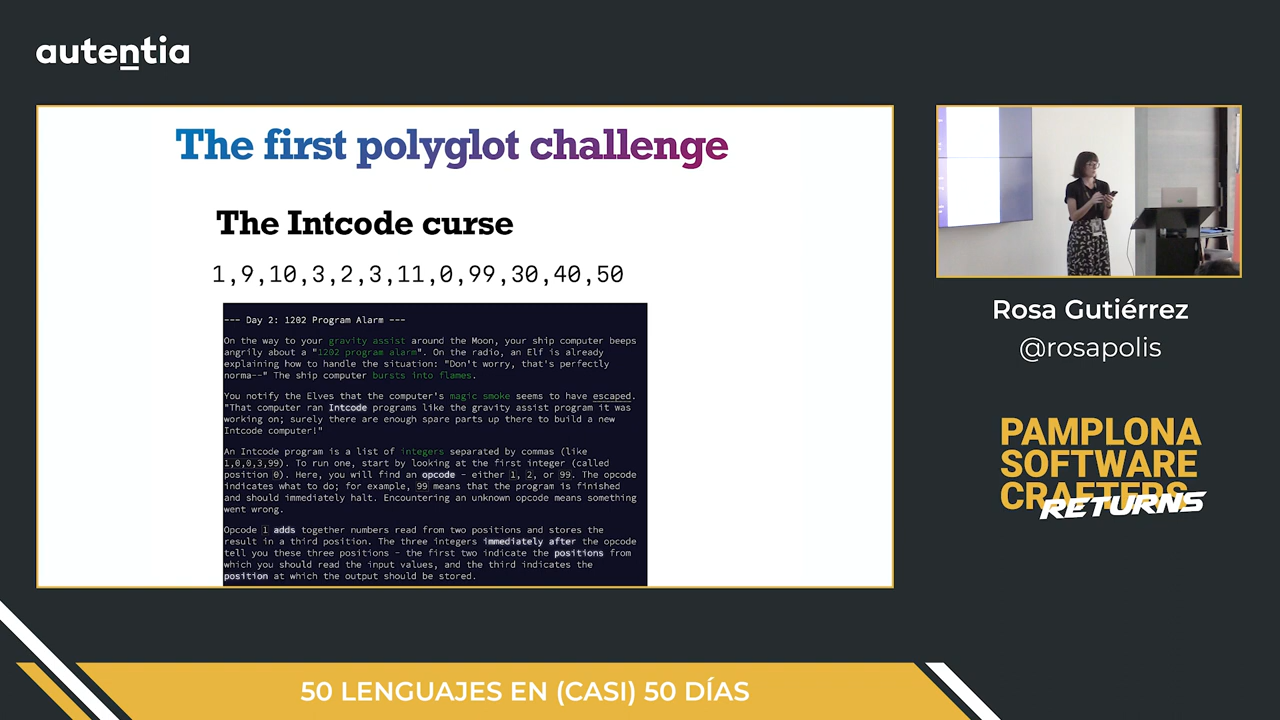 autentia
The first polyglot challenge
The Intcode curse
1,9,10,3,2,3,11,0,99,30,40,50
--- Day 2: 1202 Program Alarm ---
On the way to your gravity assist around the Moon, your ship computer beeps
angrily about a "1202 program alarm". On the radio, an Elf is already
explaining how to handle the situation: "Don't worry, that's perfectly
norma--" The ship computer bursts into flames.
You notify the Elves that the computer's magic smoke seems to have escaped.
"That computer ran Intcode programs like the gravity assist program it was
working on; surely there are enough spare parts up there to build a new
Intcode computer!"
An Intcode program is a list of integers separated by commas (like
1,0,0,3,99). To run one, start by looking at the first integer (called
position 0). Here, you will find an opcode - either 1, 2, or 99. The opcode
indicates what to do; for example, 99 means that the program is finished
and should immediately halt. Encountering an unknown opcode means something
went wrong.
Opcode 1 adds together numbers read from two positions and stores the
result in a third position. The three integers immediately after the opcode
tell you these three positions - the first two indicate the positions from
which you should read the input values, and the third indicates the
position at which the output should be stored.
Rosa Gutiérrez
@rosapolis
PAMPLONA
SOFTWARE
CRAFTERS
RETURNS
50 LENGUAJES EN (CASI) 50 DÍAS